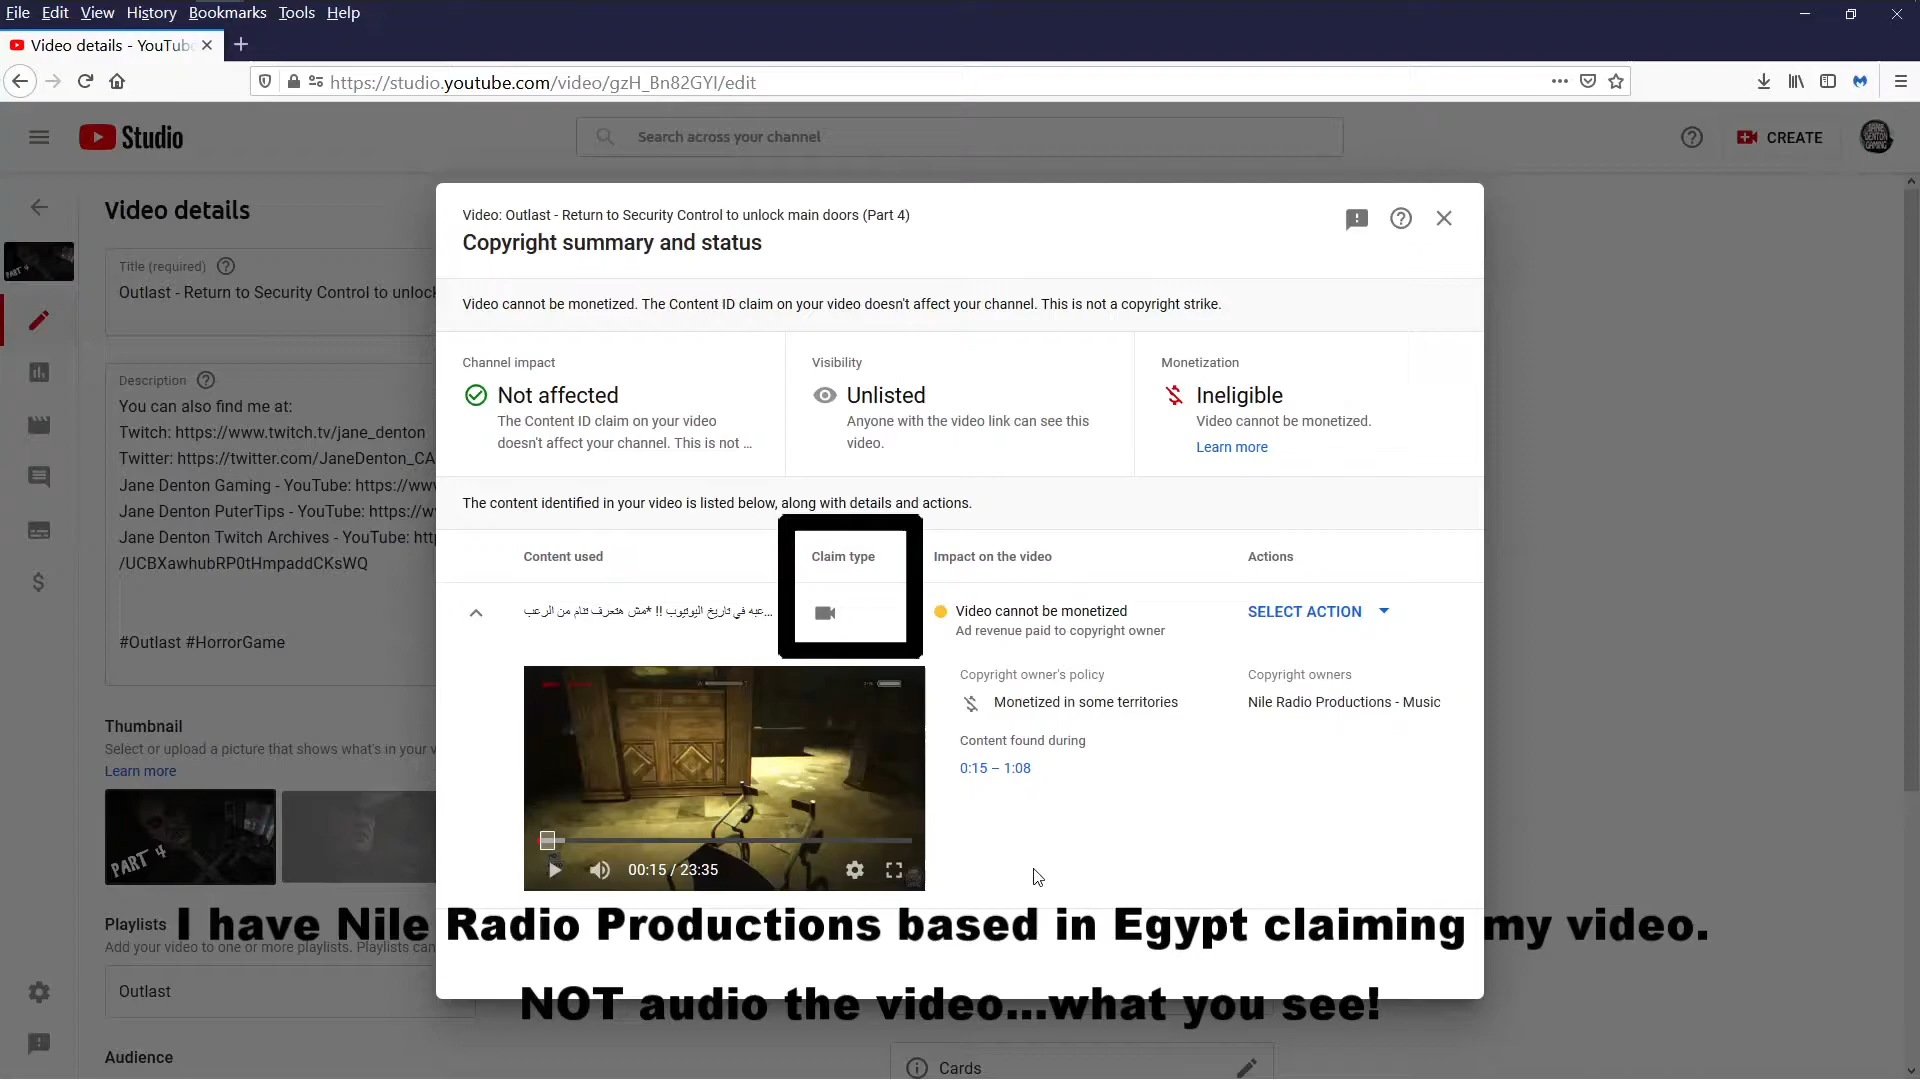 File Edit View History Bookmarks Tools Help
Video details - YouTube
https://studio.youtube.com/video/gzH_Bn82GYI/edit
Studio
Search across your channel
CREATE
Video details
Title (required)
Outlast - Return to Security Control to unlock
Description
You can also find me at:
Twitch: https://www.twitch.tv/jane_denton
Twitter: https://twitter.com/JaneDenton_CA
Jane Denton Gaming - YouTube: https://www
Jane Denton PuterTips - YouTube: https://w
Jane Denton Twitch Archives - YouTube: htt
/UCBXawhubRP0tHmpaddCKsWQ
#Outlast #HorrorGame
Thumbnail
Select or upload a picture that shows what's in your v
Learn more
PART 4
Playlists
Add your video to one or more playlists. Playlists can
Outlast
Audience
Video: Outlast - Return to Security Control to unlock main doors (Part 4)
Copyright summary and status
Video cannot be monetized. The Content ID claim on your video doesn't affect your channel. This is not a copyright strike.
Channel impact
Not affected
The Content ID claim on your video
doesn't affect your channel. This is not ...
Visibility
Unlisted
Anyone with the video link can see this
video.
Monetization
Ineligible
Video cannot be monetized.
Learn more
The content identified in your video is listed below, along with details and actions.
Content used Claim type Impact on the video Actions
...عبه في تاريخ اليوتيوب !! *مش هتعرف تنام من الرعب
Video cannot be monetized
Ad revenue paid to copyright owner
SELECT ACTION
Copyright owner's policy
Monetized in some territories
Copyright owners
Nile Radio Productions - Music
Content found during
0:15 – 1:08
00:15 / 23:35
I have Nile Radio Productions based in Egypt claiming my video.
NOT audio the video...what you see!
Cards